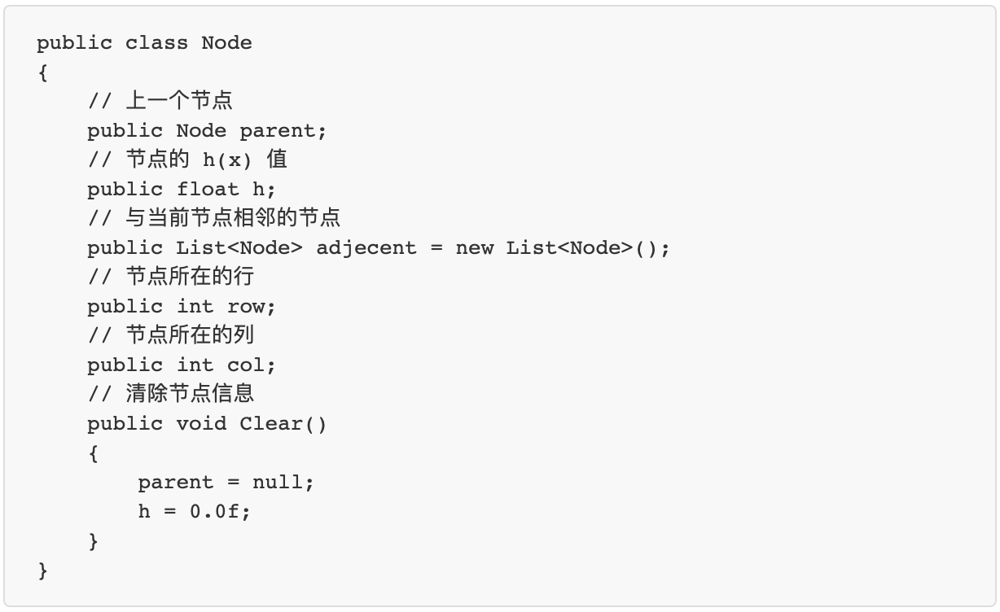 public class Node
{
    // 上一个节点
    public Node parent;
    // 节点的 h(x) 值
    public float h;
    // 与当前节点相邻的节点
    public List<Node> adjecent = new List<Node>();
    // 节点所在的行
    public int row;
    // 节点所在的列
    public int col;
    // 清除节点信息
    public void Clear()
    {
        parent = null;
        h = 0.0f;
    }
}